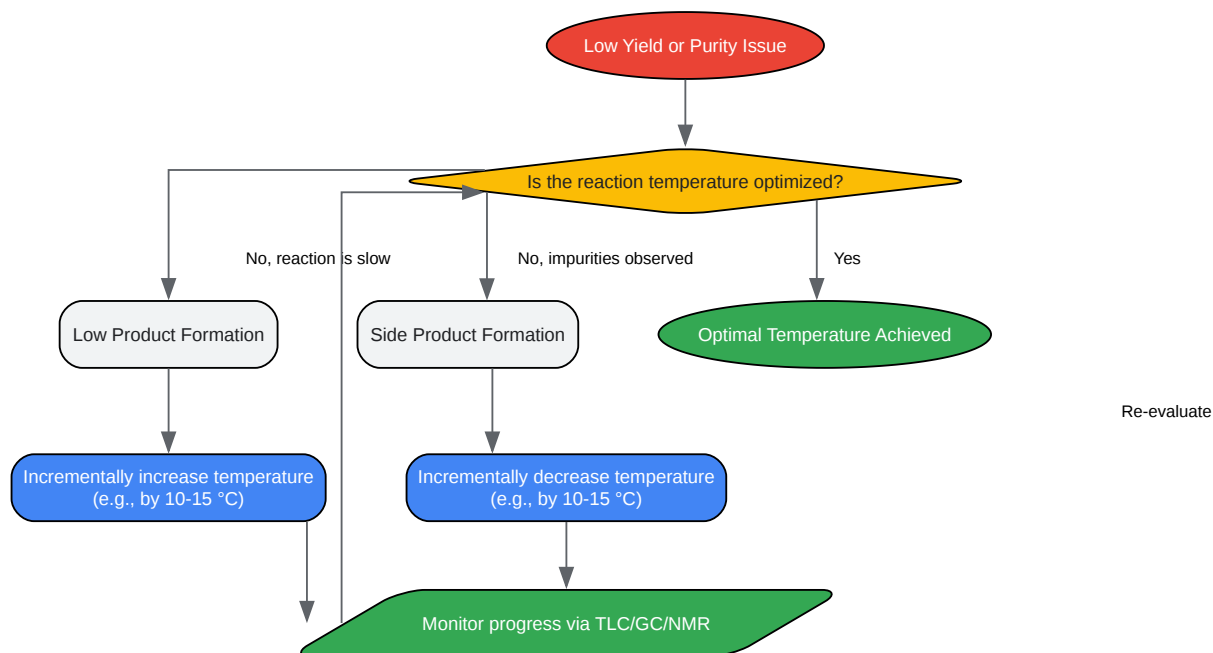 Low Yield or Purity Issue
Is the reaction temperature optimized?
No, reaction is slow
No, impurities observed
Yes
Low Product Formation
Side Product Formation
Optimal Temperature Achieved
Re-evaluate
Incrementally increase temperature
(e.g., by 10-15 °C)
Incrementally decrease temperature
(e.g., by 10-15 °C)
Monitor progress via TLC/GC/NMR